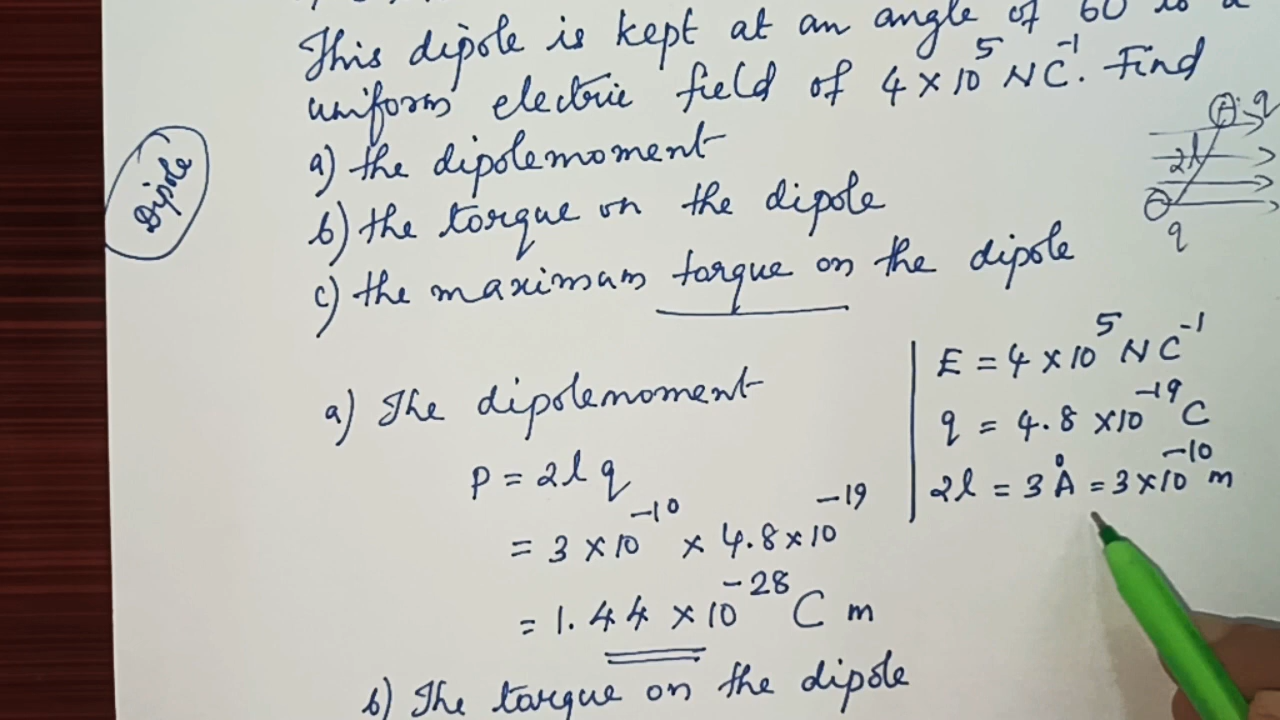 This dipole is kept at an angle of 60 to a
uniform electric field of 4 × 10⁵ N C⁻¹. Find
a) the dipolemoment
b) the torque on the dipole
c) the maximum torque on the dipole
Dipole
+ q
2l
−
q
E = 4 × 10⁵ N C⁻¹
q = 4.8 × 10⁻¹⁹ C
2l = 3 Å = 3 × 10⁻¹⁰ m
a) The dipolemoment
P = 2l q
= 3 × 10⁻¹⁰ × 4.8 × 10⁻¹⁹
= 1.44 × 10⁻²⁸ C m
b) The torque on the dipole